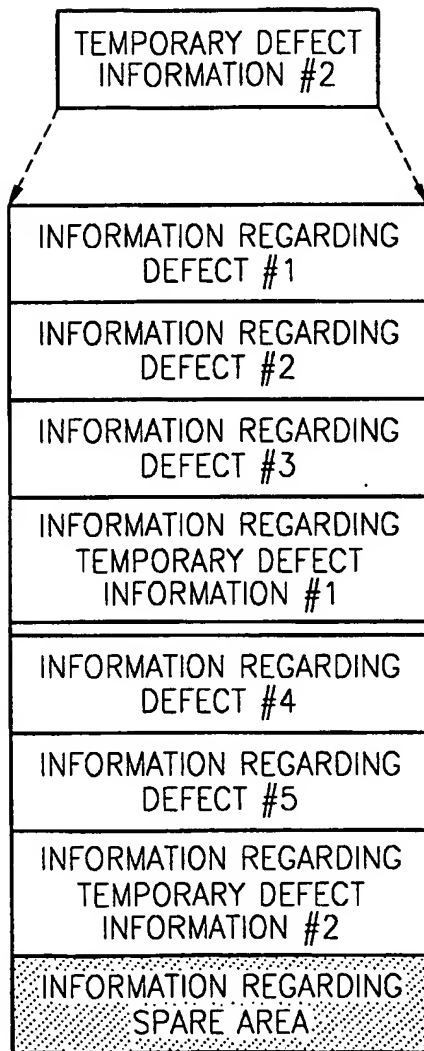 TEMPORARY DEFECT
INFORMATION #2
INFORMATION REGARDING
DEFECT #1
INFORMATION REGARDING
DEFECT #2
INFORMATION REGARDING
DEFECT #3
INFORMATION REGARDING
TEMPORARY DEFECT
INFORMATION #1
INFORMATION REGARDING
DEFECT #4
INFORMATION REGARDING
DEFECT #5
INFORMATION REGARDING
TEMPORARY DEFECT
INFORMATION #2
INFORMATION REGARDING
SPARE AREA